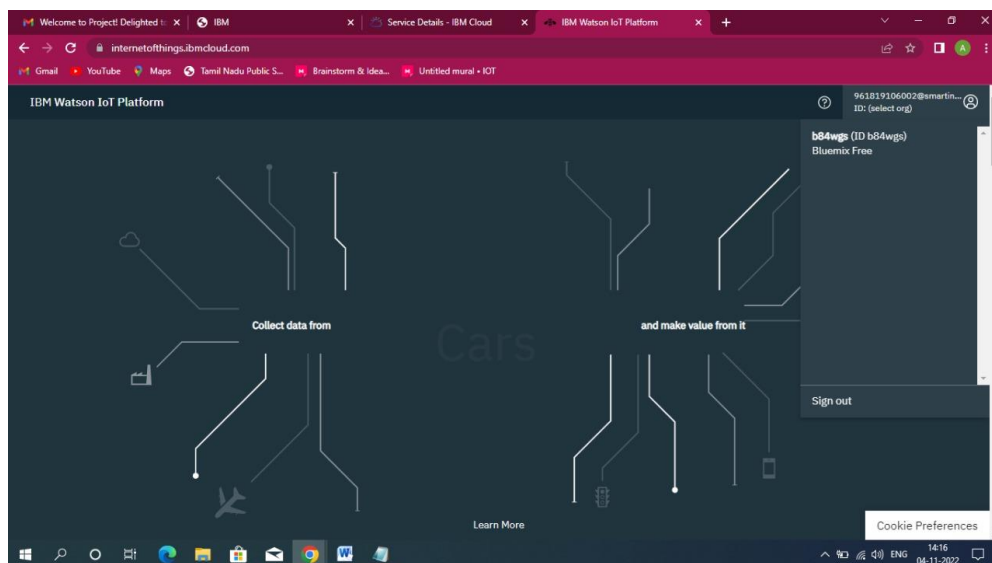 Welcome to Project! Delighted to
IBM
Service Details - IBM Cloud
IBM Watson IoT Platform
internetofthings.ibmcloud.com
A
Gmail
YouTube
Maps
Tamil Nadu Public S...
Brainstorm & Idea...
Untitled mural • IOT
IBM Watson IoT Platform
961819106002@smartin...
ID: (select org)
b84wgs (ID b84wgs)
Bluemix Free
Collect data from
Cars
and make value from it
Sign out
Learn More
Cookie Preferences
ENG
14:16
04-11-2022